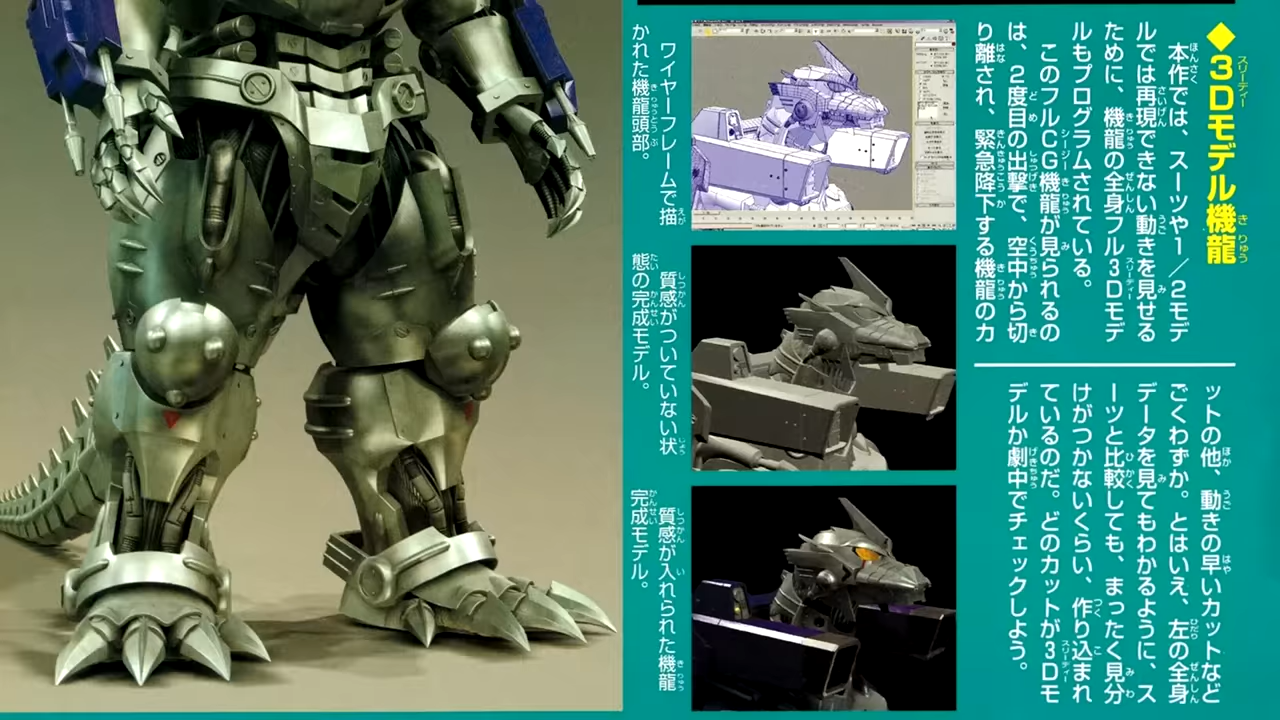 ◆3Dモデル機龍
本作では、スーツや1／2モデ
ルでは再現できない動きを見せる
ために、機龍の全身フル3Dモデ
ルもプログラムされている。
このフルCG機龍が見られるの
は、2度目の出撃で、空中から切
り離され、緊急降下する機龍のカ
ットの他、動きの早いカットなど
ごくわずか。とはいえ、左の全身
データを見てもわかるように、ス
ーツと比較しても、まったく見分
けがつかないくらい、作り込まれ
ているのだ。どのカットが3Dモ
デルか劇中でチェックしよう。
ワイヤーフレームで描
かれた機龍頭部。
質感がついていない状
態の完成モデル。
質感が入れられた機龍
完成モデル。